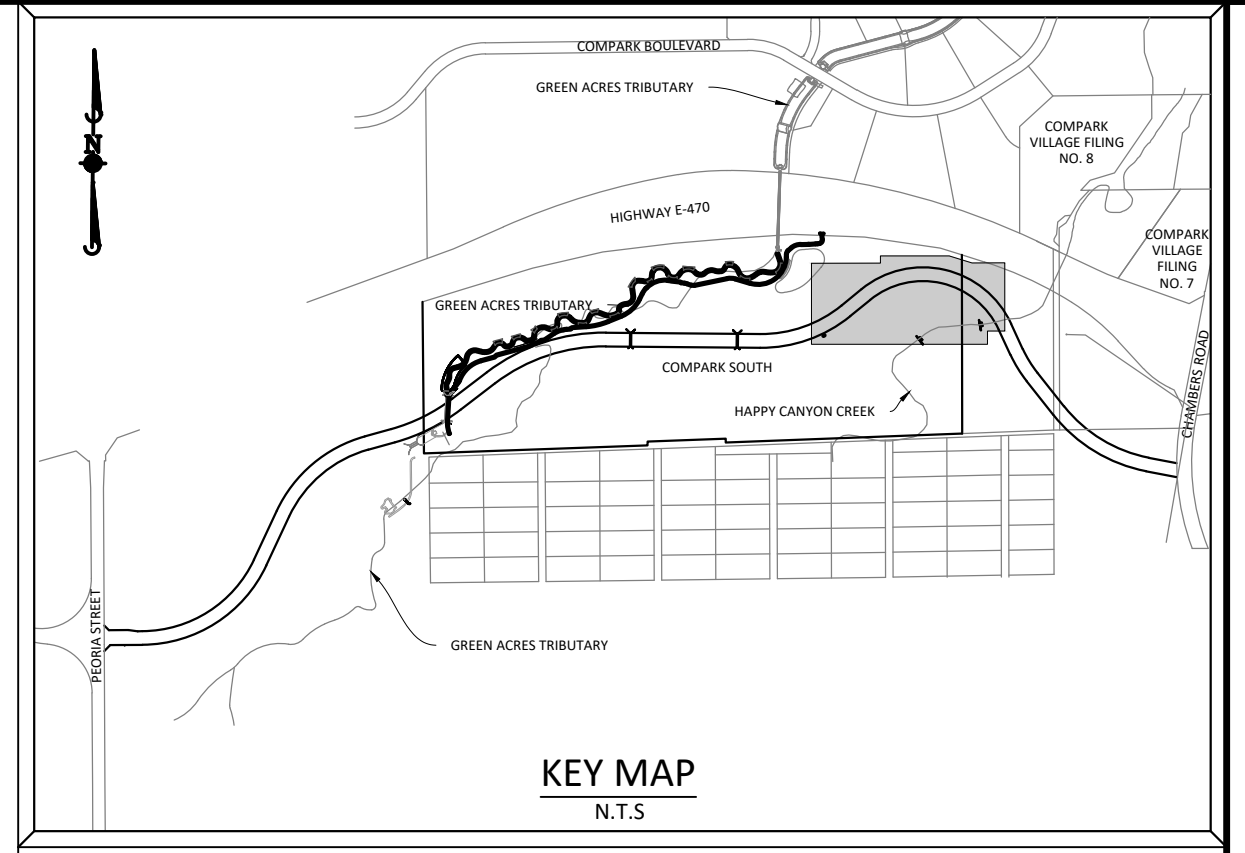 COMPARK BOULEVARD
GREEN ACRES TRIBUTARY
N
COMPARK
VILLAGE FILING
NO. 8
HIGHWAY E-470
COMPARK
VILLAGE
FILING
NO. 7
GREEN ACRES TRIBUTARY
COMPARK SOUTH
CHAMBERS ROAD
HAPPY CANYON CREEK
PEORIA STREET
GREEN ACRES TRIBUTARY
KEY MAP
N.T.S